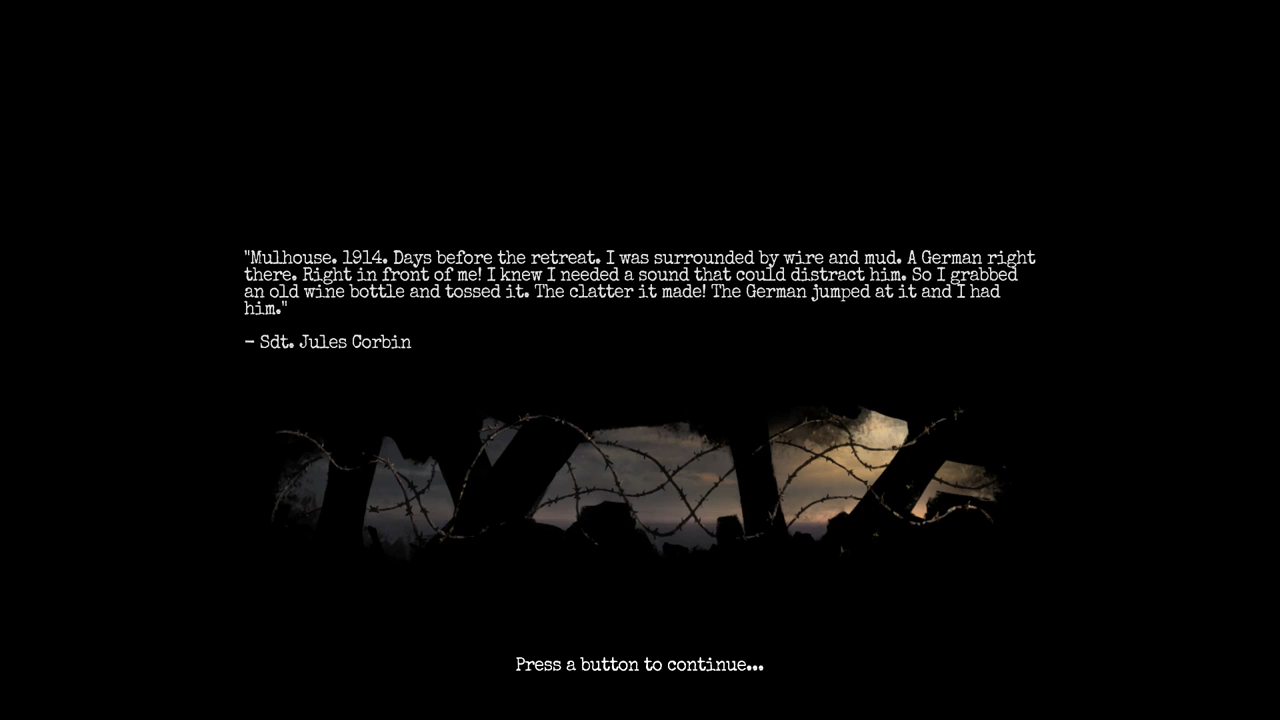 "Mulhouse. 1914. Days before the retreat. I was surrounded by wire and mud. A German right
there. Right in front of me! I knew I needed a sound that could distract him. So I grabbed
an old wine bottle and tossed it. The clatter it made! The German jumped at it and I had
him."
- Sdt. Jules Corbin
Press a button to continue...